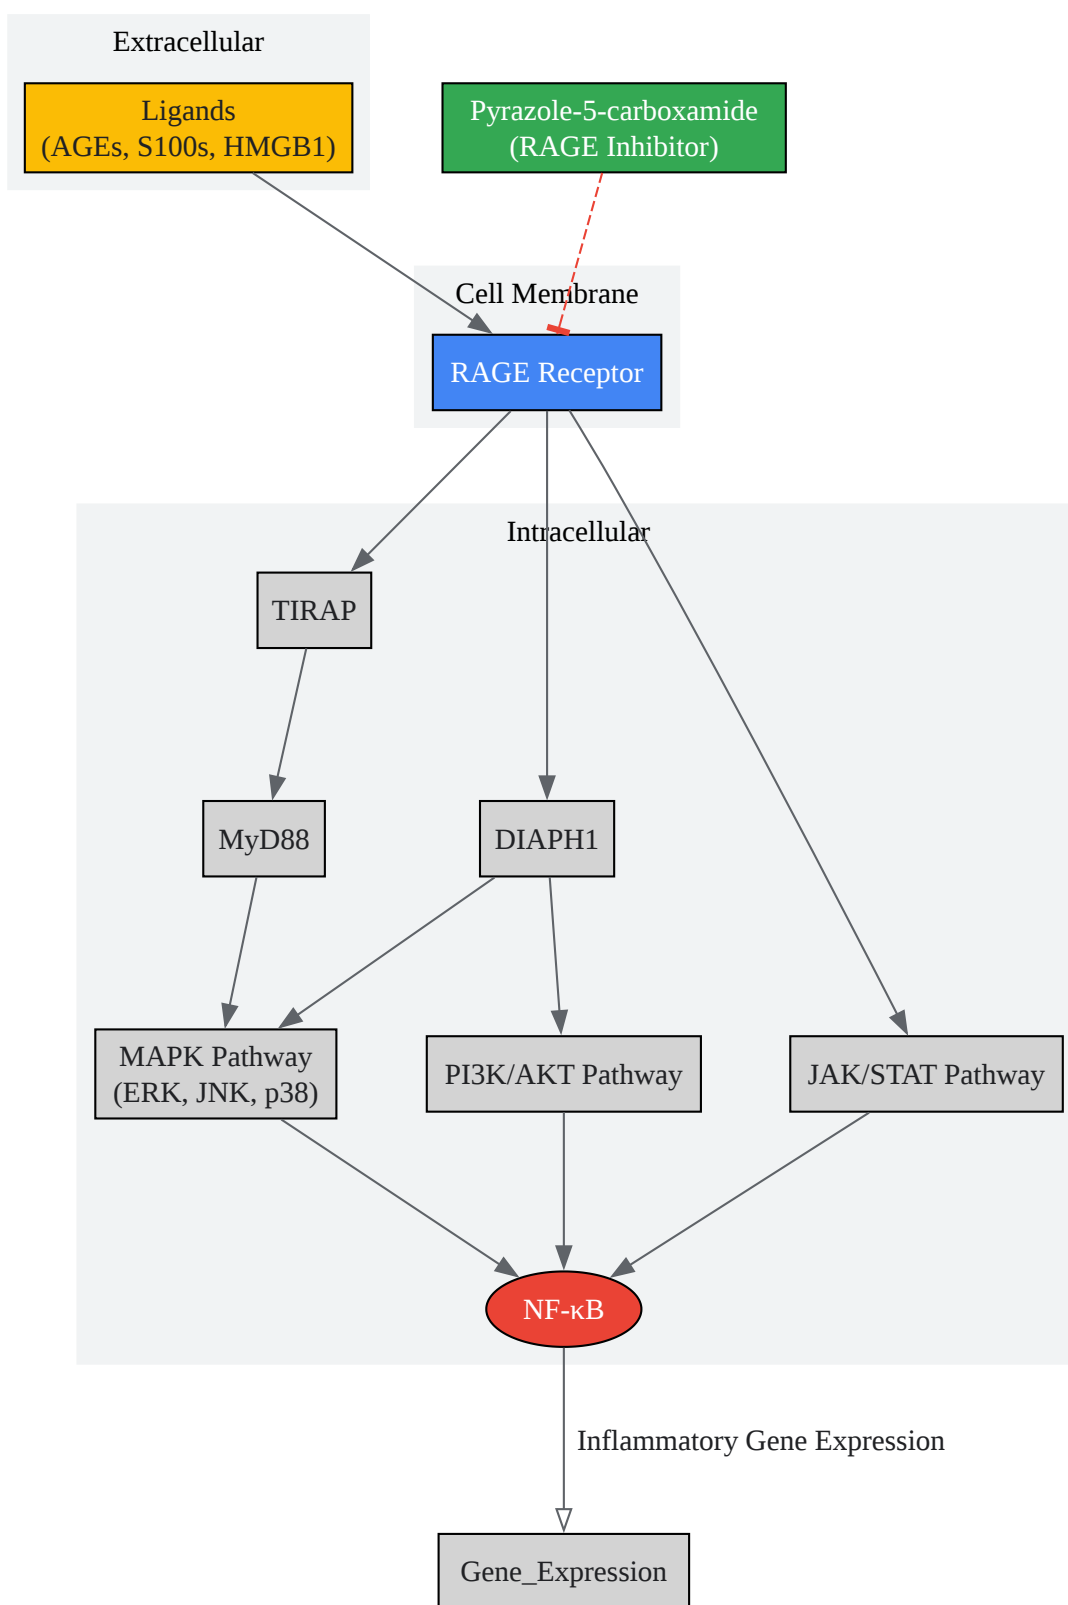 Extracellular
Ligands
(AGEs, S100s, HMGB1)
Pyrazole-5-carboxamide
(RAGE Inhibitor)
Cell Membrane
RAGE Receptor
Intracellular
TIRAP
MyD88
DIAPH1
MAPK Pathway
(ERK, JNK, p38)
PI3K/AKT Pathway
JAK/STAT Pathway
NF-κB
Inflammatory Gene Expression
Gene_Expression